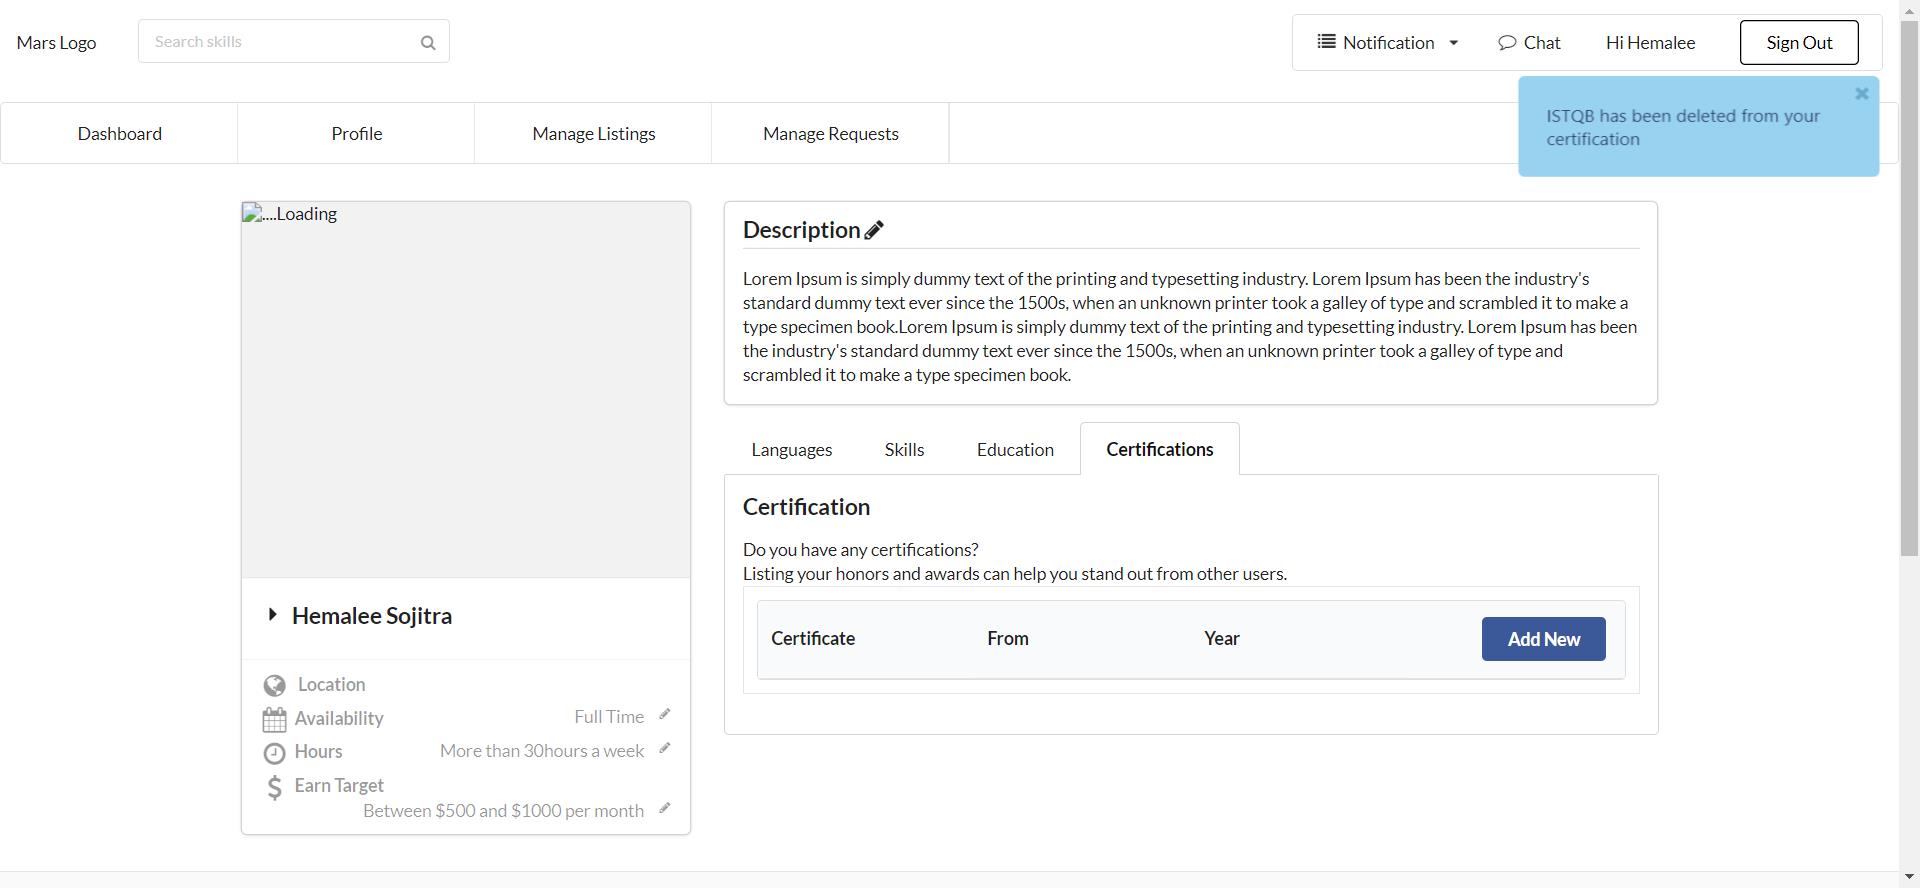 Mars Logo
Search skills
Notification
Chat
Hi Hemalee
Sign Out
ISTQB has been deleted from your
certification
Dashboard
Profile
Manage Listings
Manage Requests
....Loading
Hemalee Sojitra
Location
Availability
Full Time
Hours
More than 30hours a week
Earn Target
Between $500 and $1000 per month
Description
Lorem Ipsum is simply dummy text of the printing and typesetting industry. Lorem Ipsum has been the industry's
standard dummy text ever since the 1500s, when an unknown printer took a galley of type and scrambled it to make a
type specimen book.Lorem Ipsum is simply dummy text of the printing and typesetting industry. Lorem Ipsum has been
the industry's standard dummy text ever since the 1500s, when an unknown printer took a galley of type and
scrambled it to make a type specimen book.
Languages
Skills
Education
Certifications
Certification
Do you have any certifications?
Listing your honors and awards can help you stand out from other users.
Certificate
From
Year
Add New